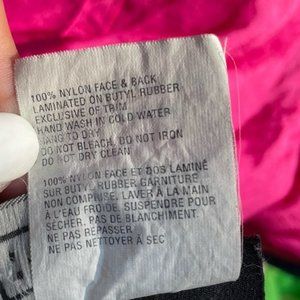 100% NYLON FACE & BACK
LAMINATED ON BUTYL RUBBER
EXCLUSIVE OF TRIM
HAND WASH IN COLD WATER
HANG TO DRY
DO NOT BLEACH, DO NOT IRON
DO NOT DRY CLEAN
100% NYLON FACE ET DOS LAMINÉ
SUR BUTYL RUBBER GARNITURE
NON COMPRISE. LAVER À LA MAIN
À L'EAU FROIDE. SUSPENDRE POUR
SÉCHER. PAS DE BLANCHIMENT.
NE PAS REPASSER
NE PAS NETTOYER À SEC